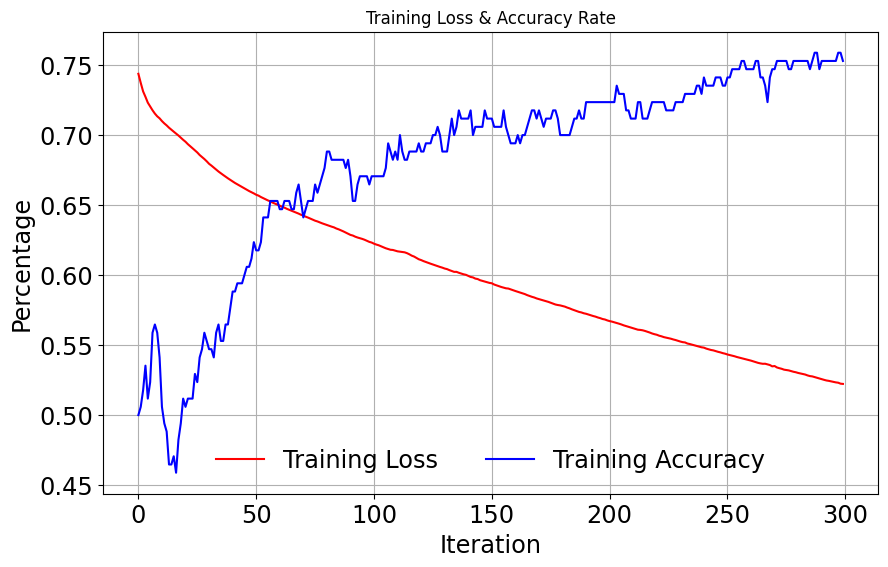 Training Loss & Accuracy Rate
Percentage
0.75
0.70
0.65
0.60
0.55
0.50
0.45
Training Loss Training Accuracy
0 50 100 150 200 250 300
Iteration